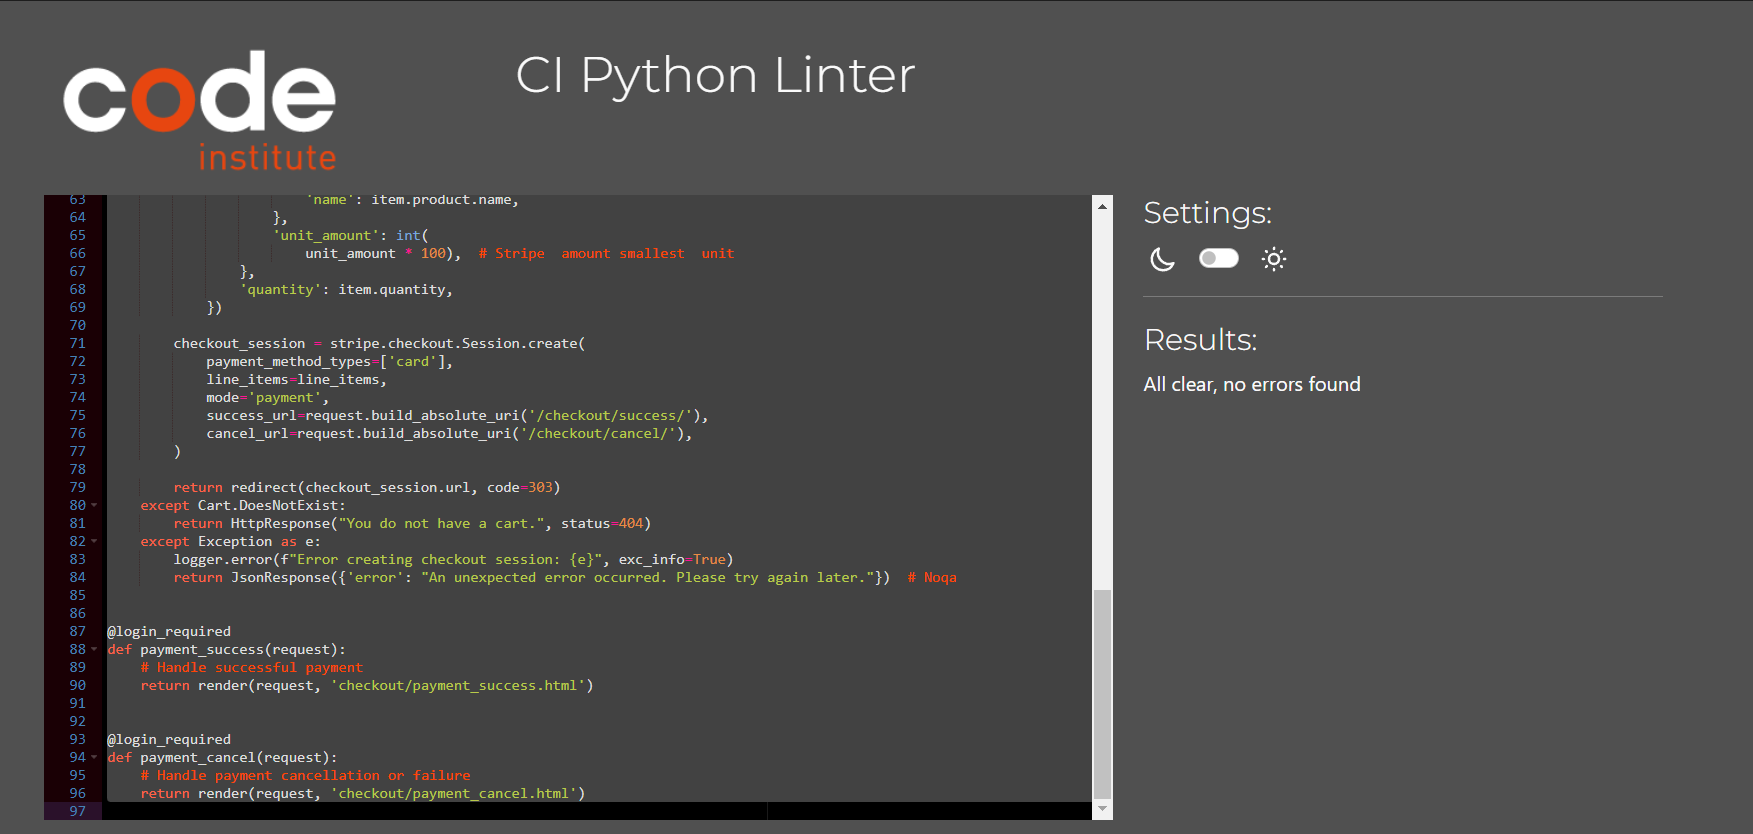 code
institute
CI Python Linter
63 'name': item.product.name,
64 },
65 'unit_amount': int(
66 unit_amount * 100),  # Stripe  amount smallest  unit
67 },
68 'quantity': item.quantity,
69 })
70
71 checkout_session = stripe.checkout.Session.create(
72 payment_method_types=['card'],
73 line_items=line_items,
74 mode='payment',
75 success_url=request.build_absolute_uri('/checkout/success/'),
76 cancel_url=request.build_absolute_uri('/checkout/cancel/'),
77 )
78
79 return redirect(checkout_session.url, code=303)
80 except Cart.DoesNotExist:
81 return HttpResponse("You do not have a cart.", status=404)
82 except Exception as e:
83 logger.error(f"Error creating checkout session: {e}", exc_info=True)
84 return JsonResponse({'error': "An unexpected error occurred. Please try again later."})  # Noqa
85
86
87 @login_required
88 def payment_success(request):
89 # Handle successful payment
90 return render(request, 'checkout/payment_success.html')
91
92
93 @login_required
94 def payment_cancel(request):
95 # Handle payment cancellation or failure
96 return render(request, 'checkout/payment_cancel.html')
97
Settings:
Results:
All clear, no errors found